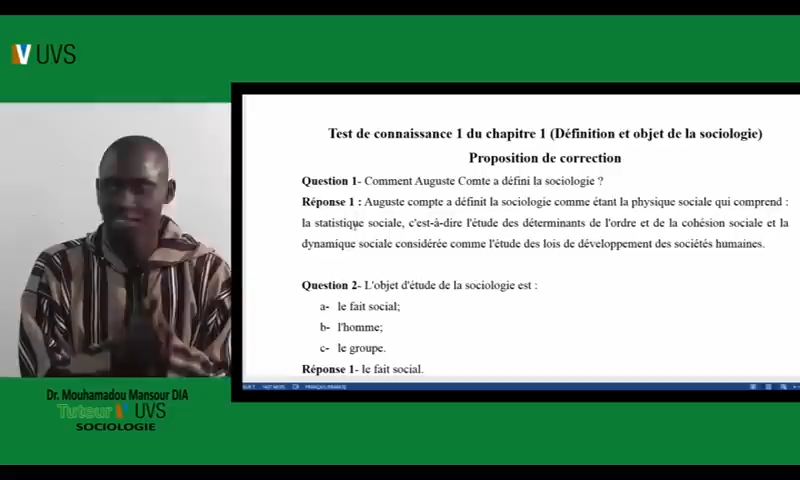 UVS
Test de connaissance 1 du chapitre 1 (Définition et objet de la sociologie)
Proposition de correction
Question 1- Comment Auguste Comte a défini la sociologie ?
Réponse 1 : Auguste compte a définit la sociologie comme étant la physique sociale qui comprend :
la statistique sociale, c'est-à-dire l'étude des déterminants de l'ordre et de la cohésion sociale et la
dynamique sociale considérée comme l'étude des lois de développement des sociétés humaines.
Question 2- L'objet d'étude de la sociologie est :
a- le fait social;
b- l'homme;
c- le groupe.
Réponse 1- le fait social.
Dr. Mouhamadou Mansour DIA
Tuteur UVS
SOCIOLOGIE